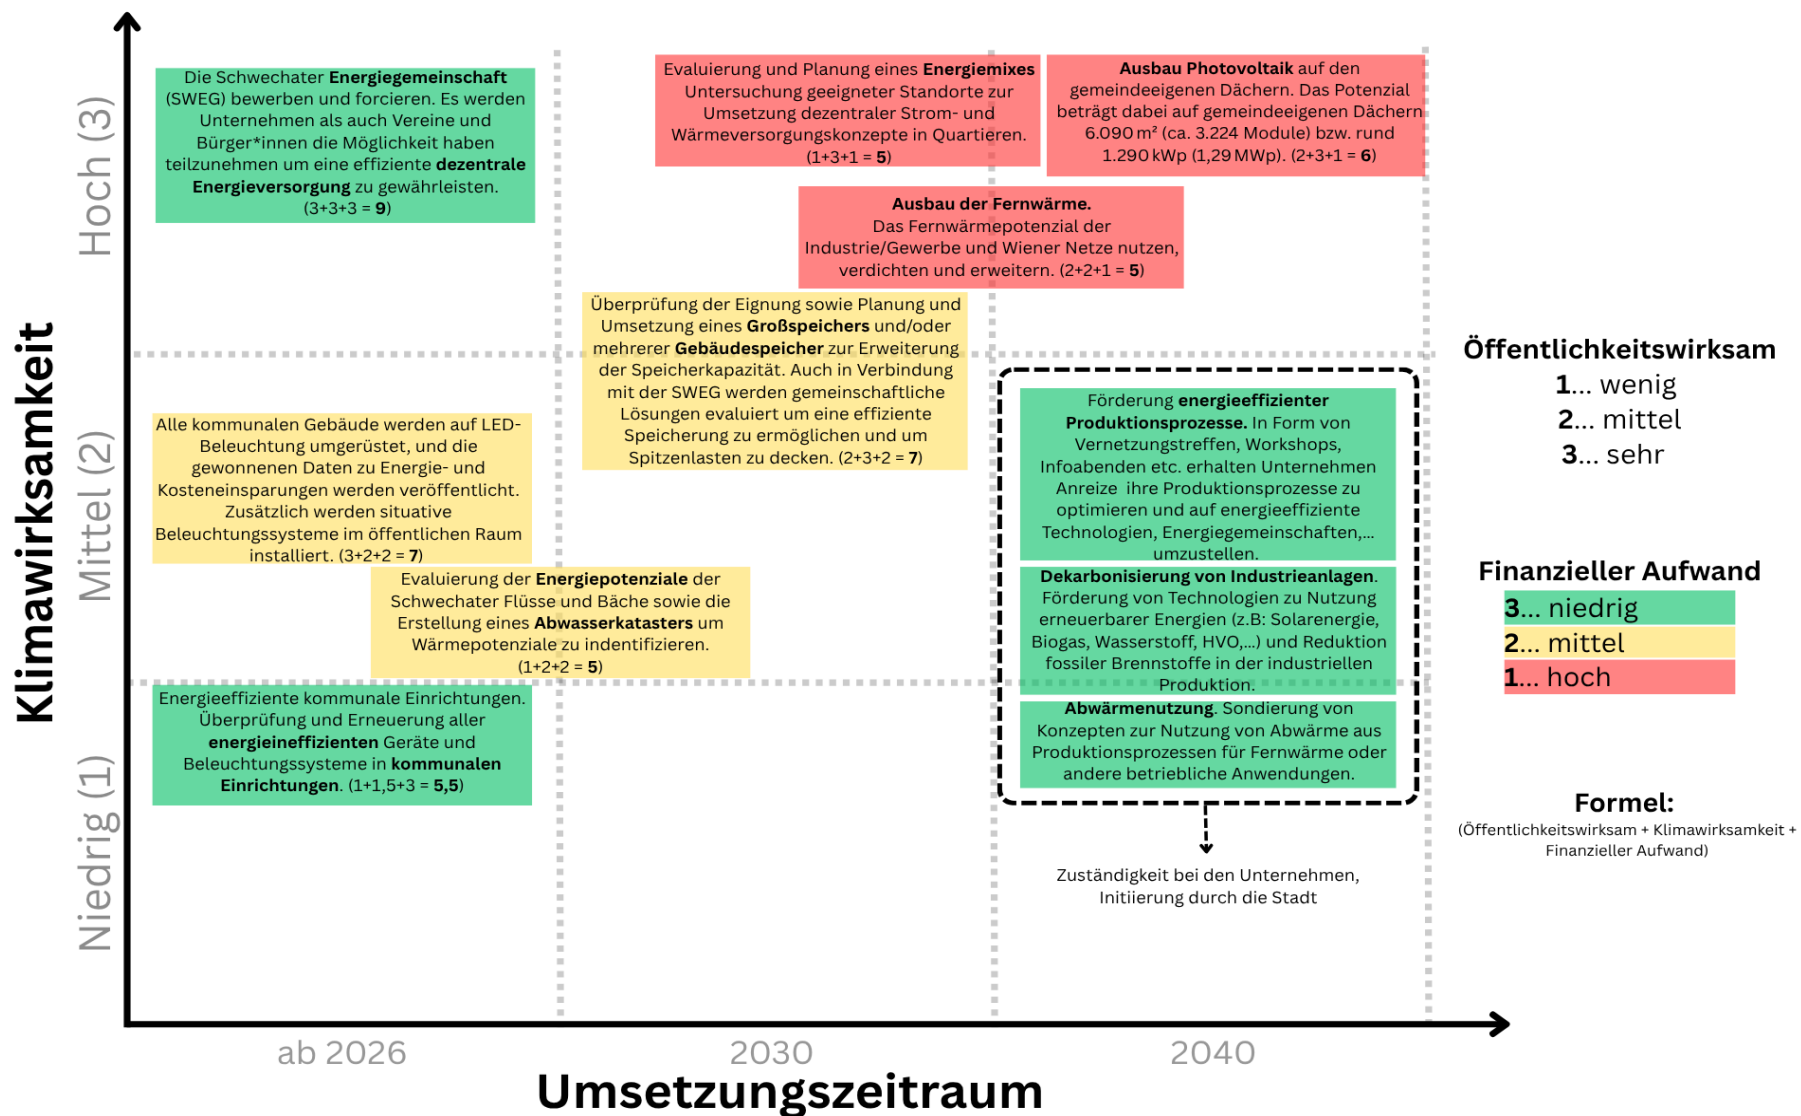 Klimawirksamkeit
Hoch (3)
Mittel (2)
Niedrig (1)
Die Schwechater Energiegemeinschaft
(SWEG) bewerben und forcieren. Es werden
Unternehmen als auch Vereine und
Bürger*innen die Möglichkeit haben
teilzunehmen um eine effiziente dezentrale
Energieversorgung zu gewährleisten.
(3+3+3 = 9)
Evaluierung und Planung eines Energiemixes
Untersuchung geeigneter Standorte zur
Umsetzung dezentraler Strom- und
Wärmeversorgungskonzepte in Quartieren.
(1+3+1 = 5)
Ausbau Photovoltaik auf den
gemeindeeigenen Dächern. Das Potenzial
beträgt dabei auf gemeindeeigenen Dächern
6.090 m² (ca. 3.224 Module) bzw. rund
1.290 kWp (1,29 MWp). (2+3+1 = 6)
Ausbau der Fernwärme.
Das Fernwärmepotenzial der
Industrie/Gewerbe und Wiener Netze nutzen,
verdichten und erweitern. (2+2+1 = 5)
Überprüfung der Eignung sowie Planung und
Umsetzung eines Großspeichers und/oder
mehrerer Gebäudespeicher zur Erweiterung
der Speicherkapazität. Auch in Verbindung
mit der SWEG werden gemeinschaftliche
Lösungen evaluiert um eine effiziente
Speicherung zu ermöglichen und um
Spitzenlasten zu decken. (2+3+2 = 7)
Alle kommunalen Gebäude werden auf LED-
Beleuchtung umgerüstet, und die
gewonnenen Daten zu Energie- und
Kosteneinsparungen werden veröffentlicht.
Zusätzlich werden situative
Beleuchtungssysteme im öffentlichen Raum
installiert. (3+2+2 = 7)
Evaluierung der Energiepotenziale der
Schwechater Flüsse und Bäche sowie die
Erstellung eines Abwasserkatasters um
Wärmepotenziale zu indentifizieren.
(1+2+2 = 5)
Energieeffiziente kommunale Einrichtungen.
Überprüfung und Erneuerung aller
energieineffizienten Geräte und
Beleuchtungssysteme in kommunalen
Einrichtungen. (1+1,5+3 = 5,5)
Förderung energieeffizienter
Produktionsprozesse. In Form von
Vernetzungstreffen, Workshops,
Infoabenden etc. erhalten Unternehmen
Anreize ihre Produktionsprozesse zu
optimieren und auf energieeffiziente
Technologien, Energiegemeinschaften,...
umzustellen.
Dekarbonisierung von Industrieanlagen.
Förderung von Technologien zu Nutzung
erneuerbarer Energien (z.B: Solarenergie,
Biogas, Wasserstoff, HVO,...) und Reduktion
fossiler Brennstoffe in der industriellen
Produktion.
Abwärmenutzung. Sondierung von
Konzepten zur Nutzung von Abwärme aus
Produktionsprozessen für Fernwärme oder
andere betriebliche Anwendungen.
Zuständigkeit bei den Unternehmen,
Initiierung durch die Stadt
Öffentlichkeitswirksam
1... wenig
2... mittel
3... sehr
Finanzieller Aufwand
3... niedrig
2... mittel
1... hoch
Formel:
(Öffentlichkeitswirksam + Klimawirksamkeit +
Finanzieller Aufwand)
ab 2026
2030
2040
Umsetzungszeitraum